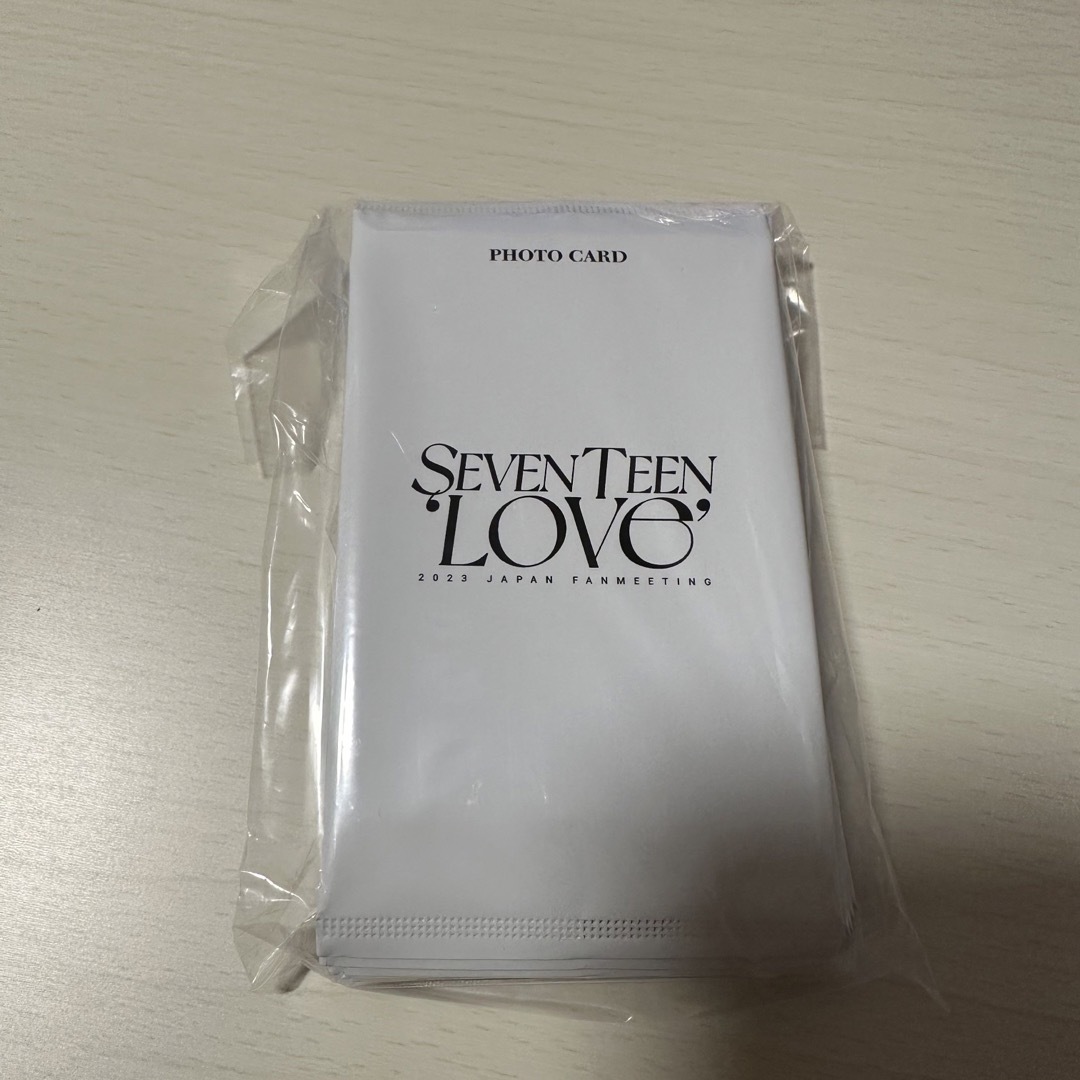 PHOTO CARD
SEVENTEEN
'LOVe'
2023 JAPAN FANMEETING